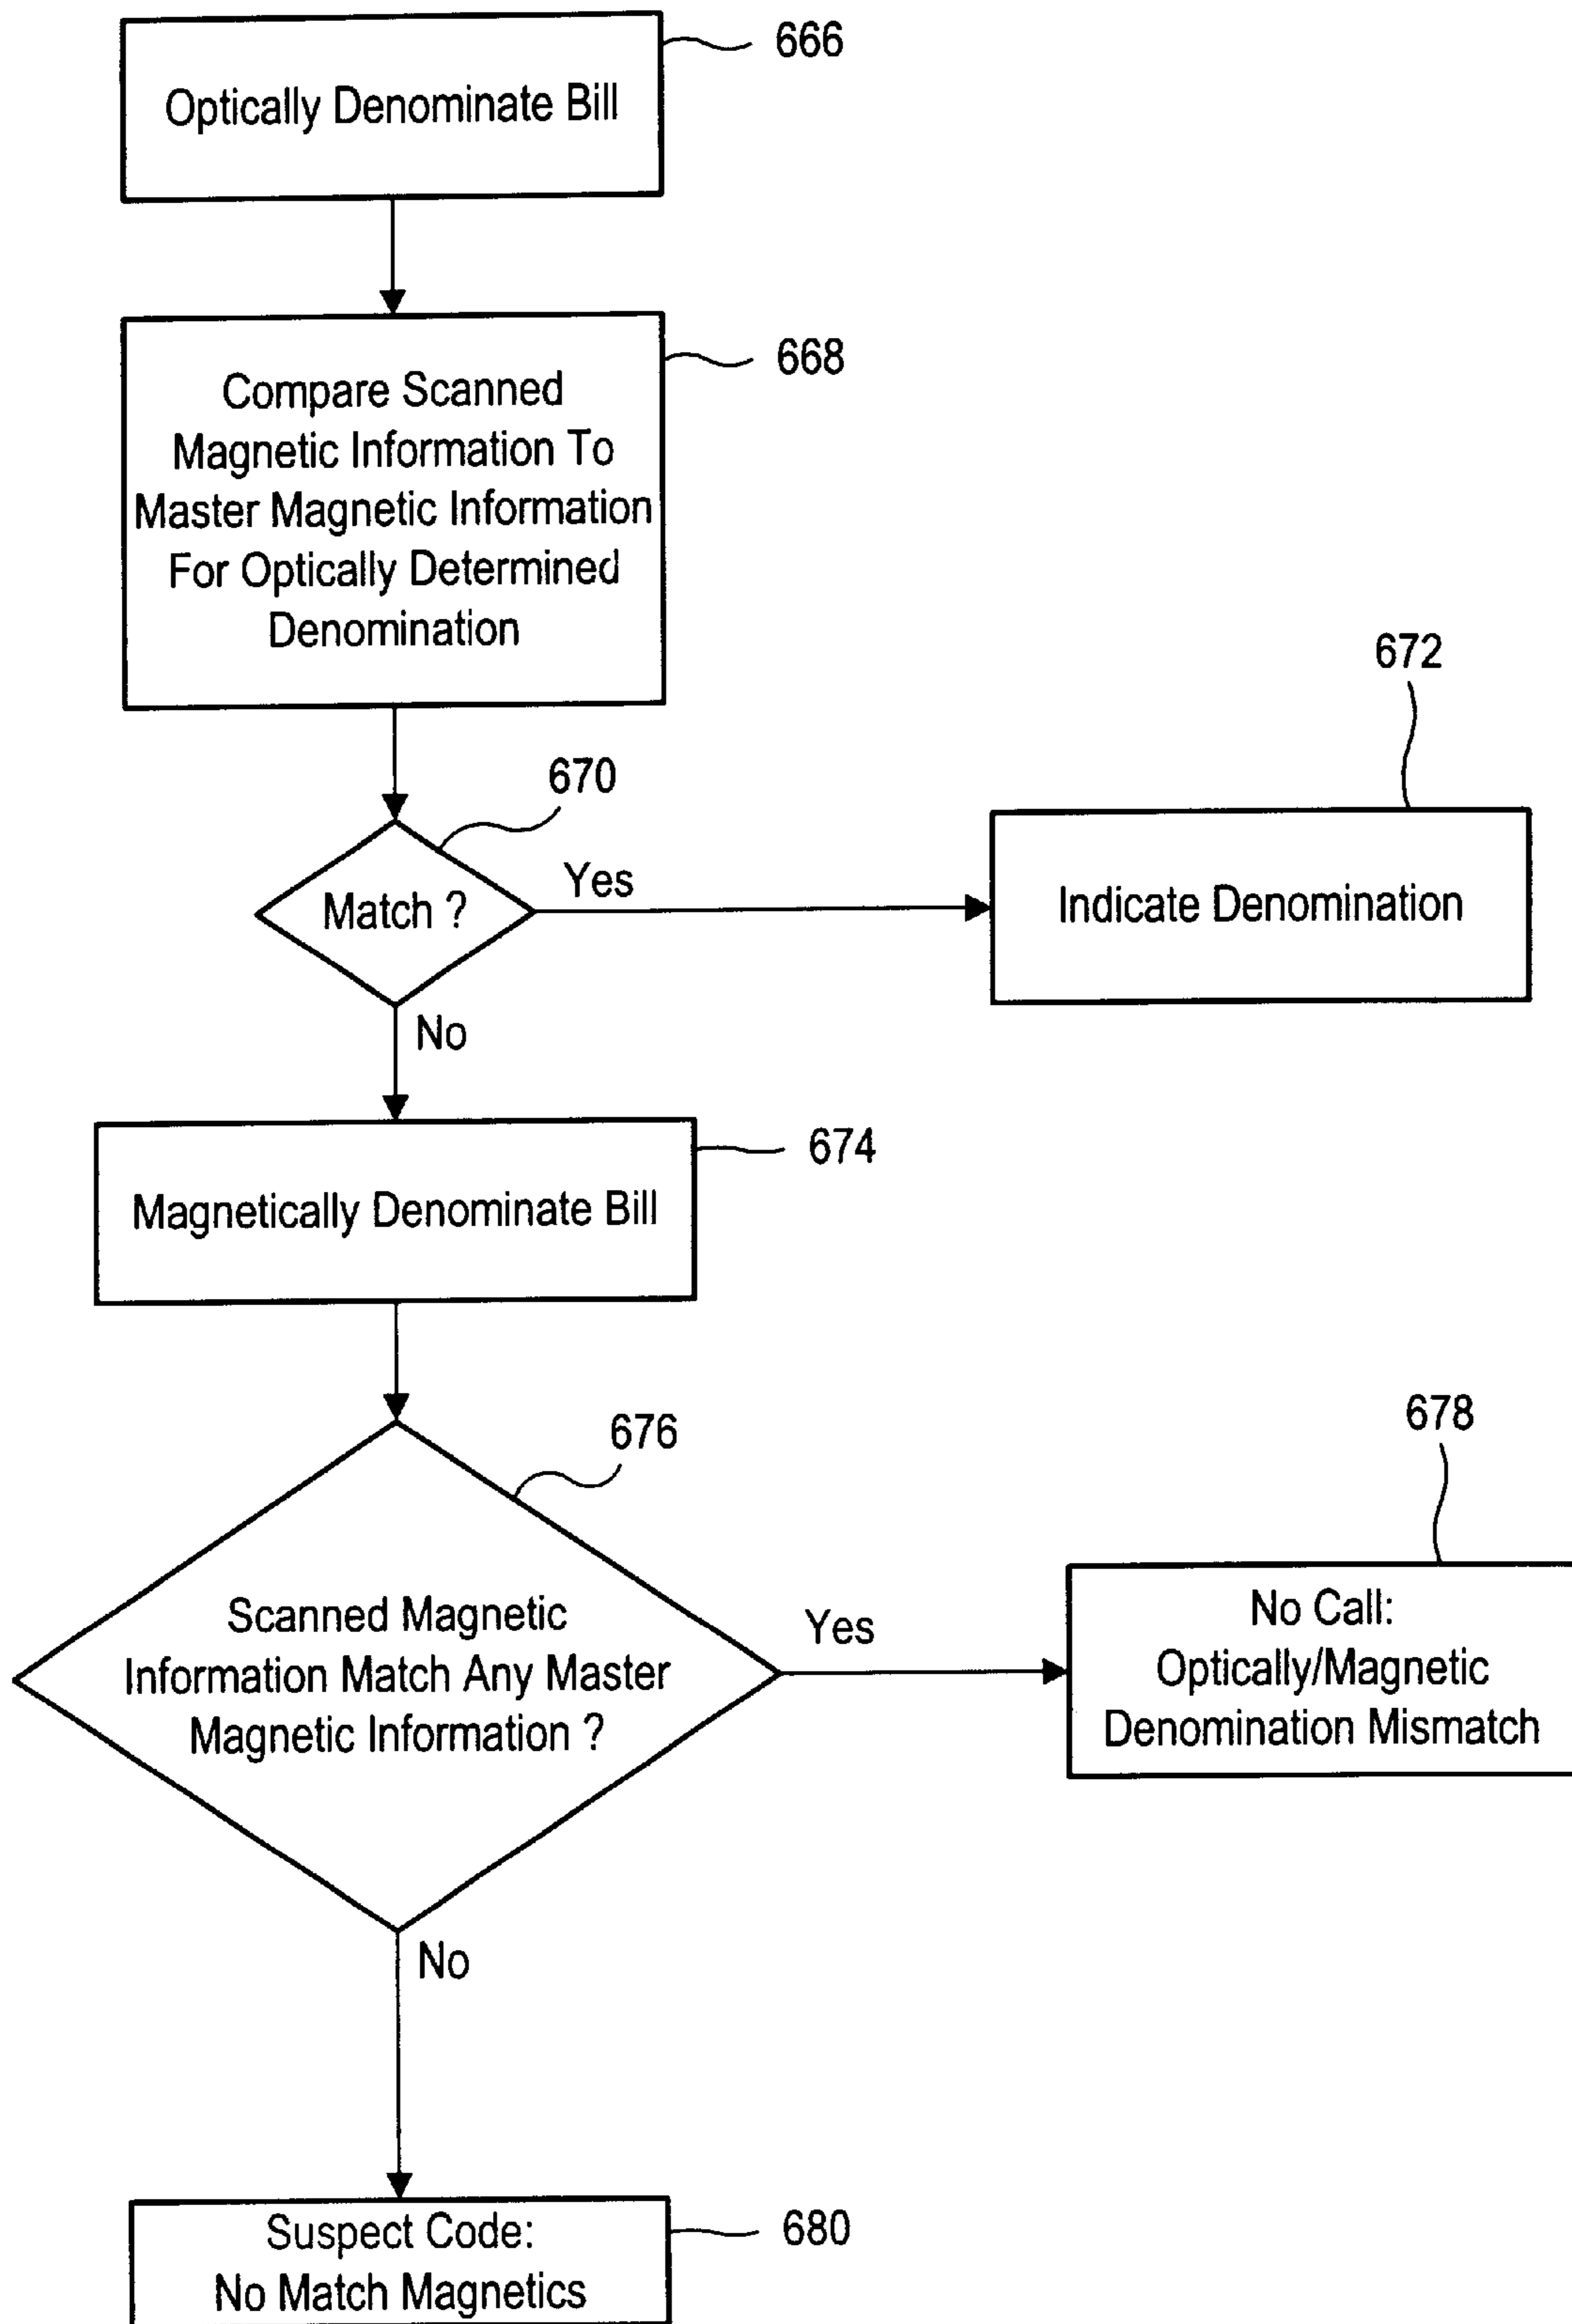 666
Optically Denominate Bill
668
Compare Scanned
Magnetic Information To
Master Magnetic Information
For Optically Determined
Denomination
672
670
Match ?
Yes
Indicate Denomination
No
674
Magnetically Denominate Bill
676
678
Scanned Magnetic
Information Match Any Master
Magnetic Information ?
Yes
No Call:
Optically/Magnetic
Denomination Mismatch
No
680
Suspect Code:
No Match Magnetics